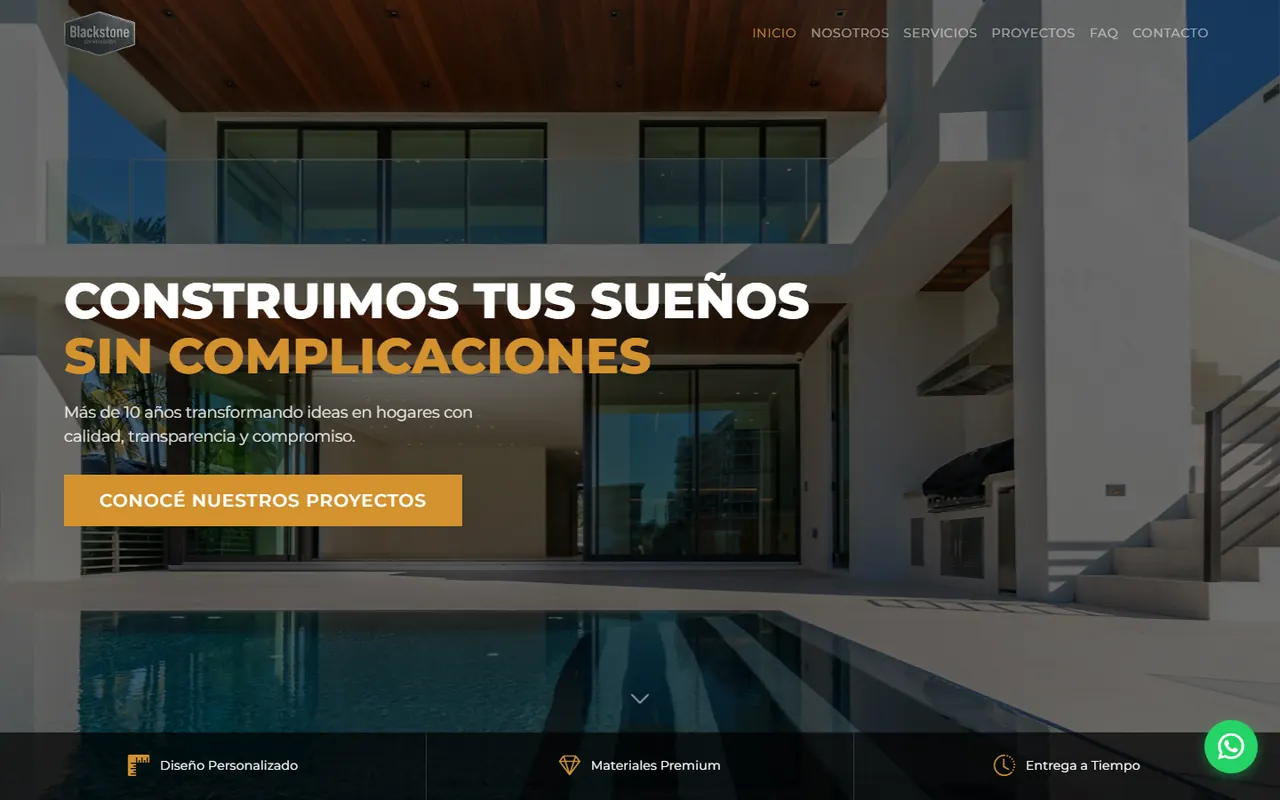 Blackstone
INICIO NOSOTROS SERVICIOS PROYECTOS FAQ CONTACTO
CONSTRUIMOS TUS SUEÑOS
SIN COMPLICACIONES
Más de 10 años transformando ideas en hogares con
calidad, transparencia y compromiso.
CONOCÉ NUESTROS PROYECTOS
Diseño Personalizado
Materiales Premium
Entrega a Tiempo